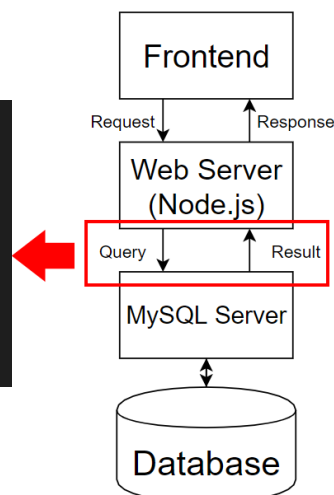 Frontend
Request
Response
Web Server
(Node.js)
Query
Result
MySQL Server
Database